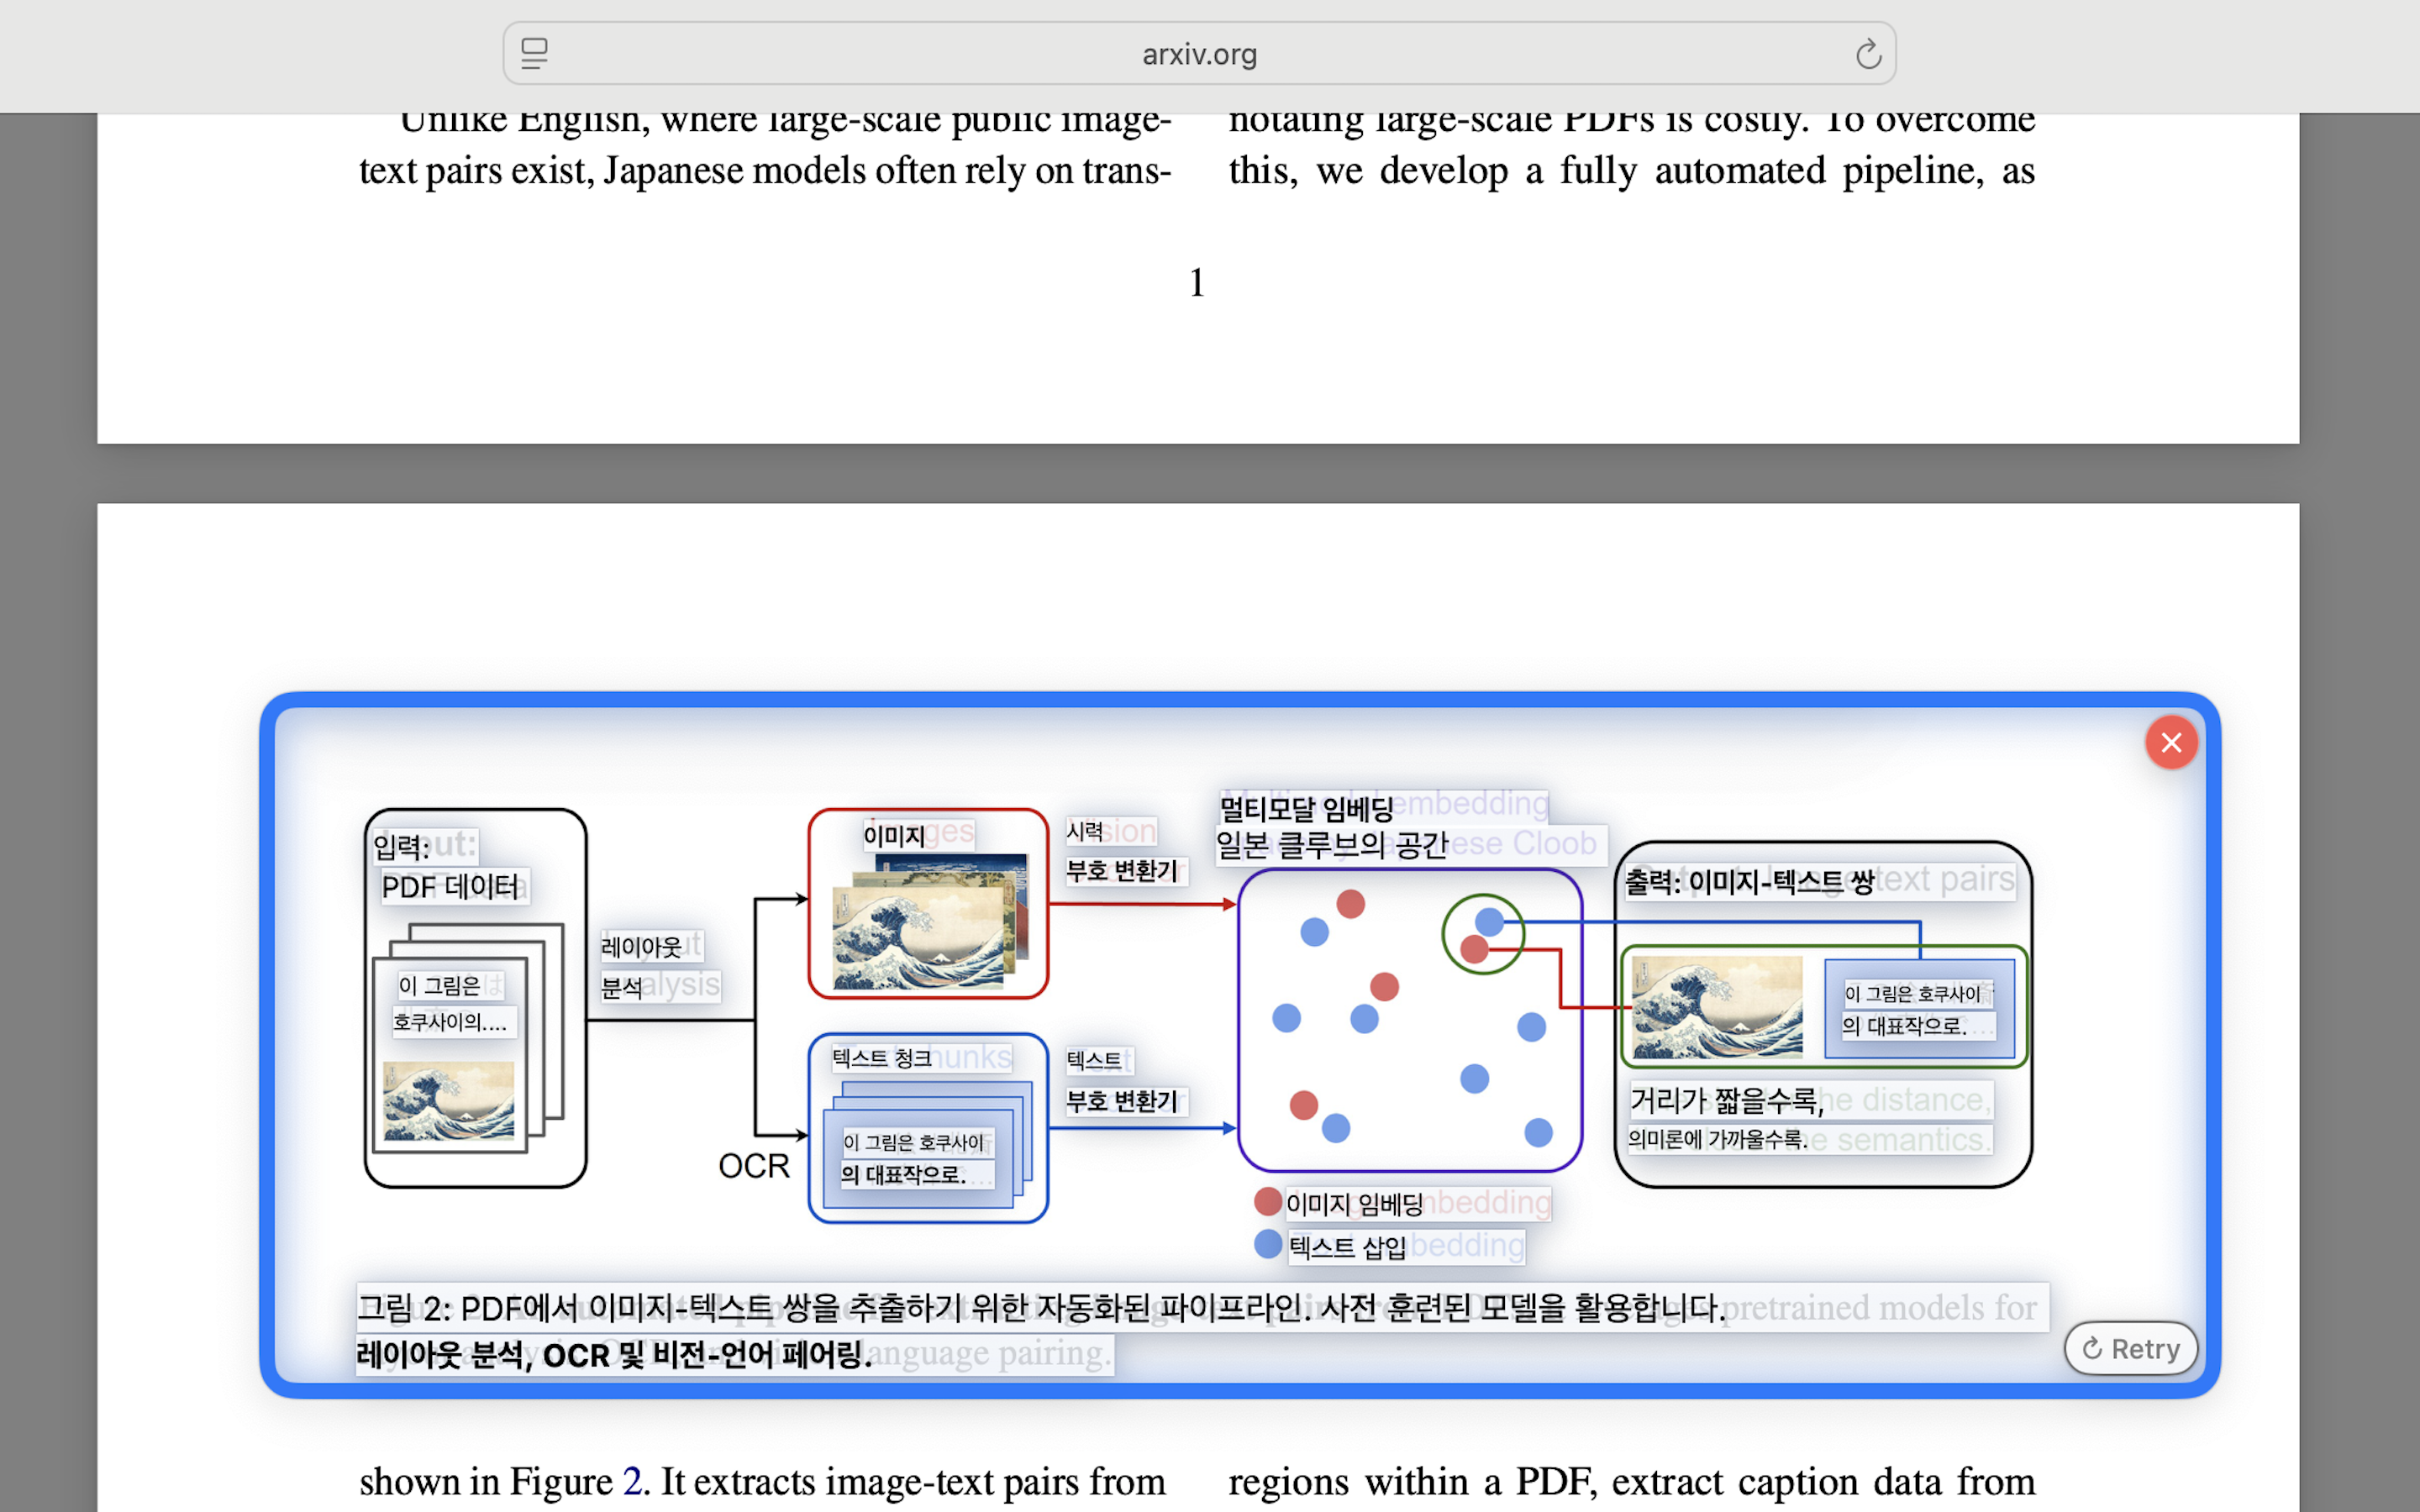 arxiv.org
Unlike English, where large-scale public image-
text pairs exist, Japanese models often rely on trans-
notating large-scale PDFs is costly. To overcome
this, we develop a fully automated pipeline, as
1
입력:
PDF 데이터
이 그림은
호쿠사이의....
레이아웃
분석
OCR
이미지
텍스트 청크
이 그림은 호쿠사이
의 대표작으로.
시력
부호 변환기
텍스트
부호 변환기
멀티모달 임베딩
일본 클루브의 공간
이미지 임베딩
텍스트 삽입
출력: 이미지-텍스트 쌍
이 그림은 호쿠사이
의 대표작으로.
거리가 짧을수록,
의미론에 가까울수록.
그림 2: PDF에서 이미지-텍스트 쌍을 추출하기 위한 자동화된 파이프라인. 사전 훈련된 모델을 활용합니다. pretrained models for
레이아웃 분석, OCR 및 비전-언어 페어링. language pairing.
Retry
shown in Figure 2. It extracts image-text pairs from
regions within a PDF, extract caption data from